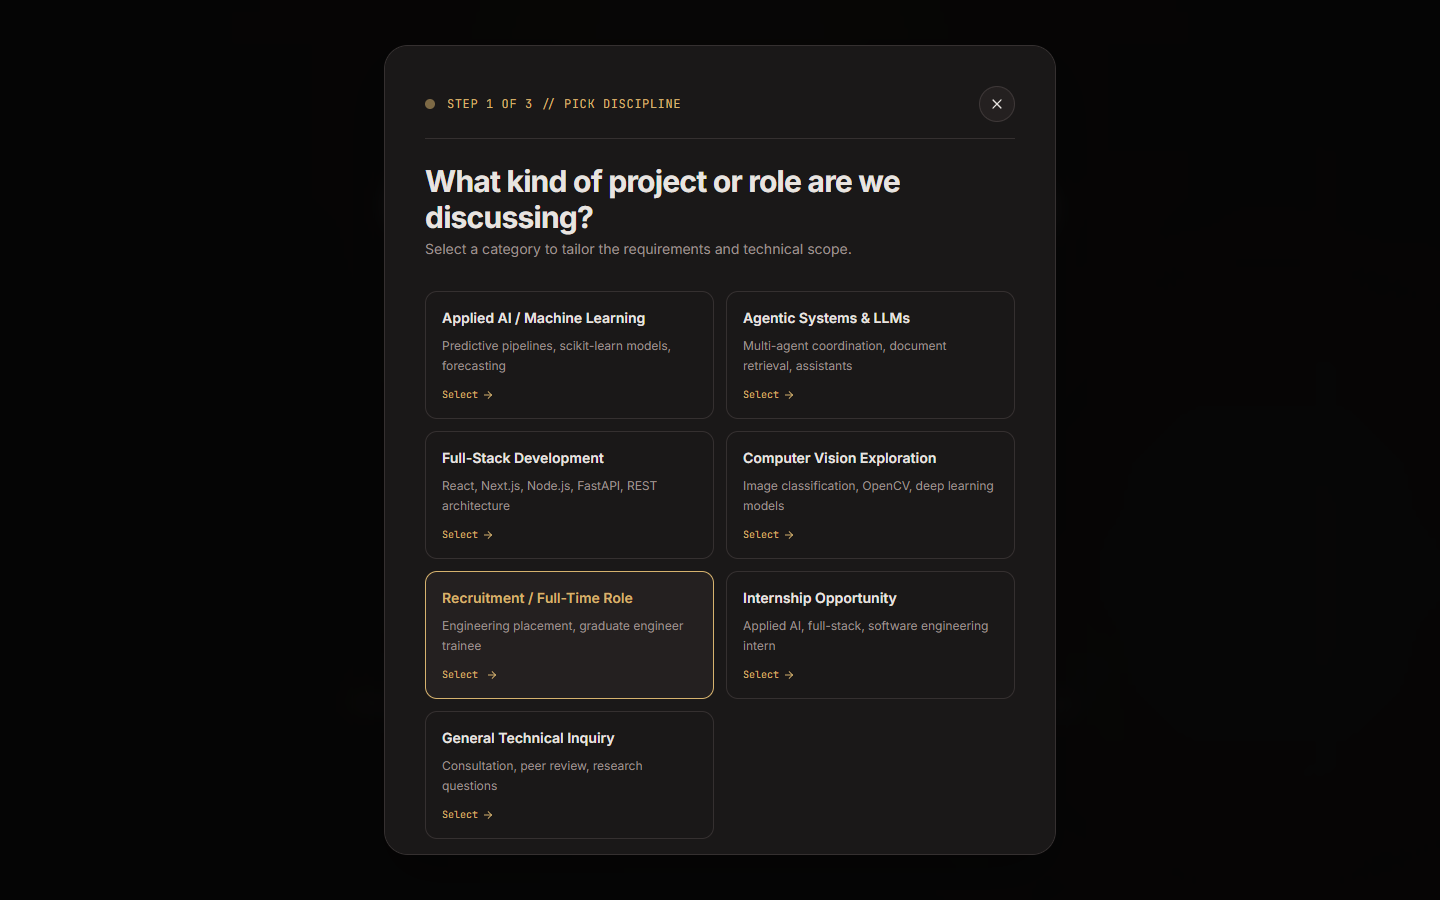 STEP 1 OF 3 // PICK DISCIPLINE
What kind of project or role are we
discussing?
Select a category to tailor the requirements and technical scope.
Applied AI / Machine Learning
Predictive pipelines, scikit-learn models,
forecasting
Select →
Agentic Systems & LLMs
Multi-agent coordination, document
retrieval, assistants
Select →
Full-Stack Development
React, Next.js, Node.js, FastAPI, REST
architecture
Select →
Computer Vision Exploration
Image classification, OpenCV, deep learning
models
Select →
Recruitment / Full-Time Role
Engineering placement, graduate engineer
trainee
Select →
Internship Opportunity
Applied AI, full-stack, software engineering
intern
Select →
General Technical Inquiry
Consultation, peer review, research
questions
Select →